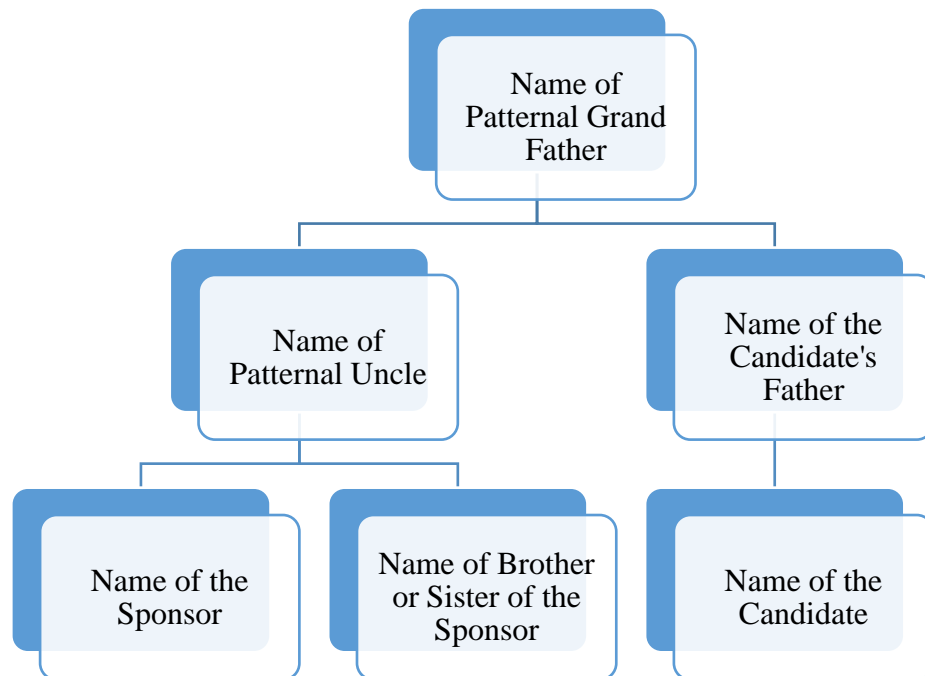 Name of
Patternal Grand
Father
Name of
Patternal Uncle
Name of the
Candidate's
Father
Name of the
Sponsor
Name of Brother
or Sister of the
Sponsor
Name of the
Candidate